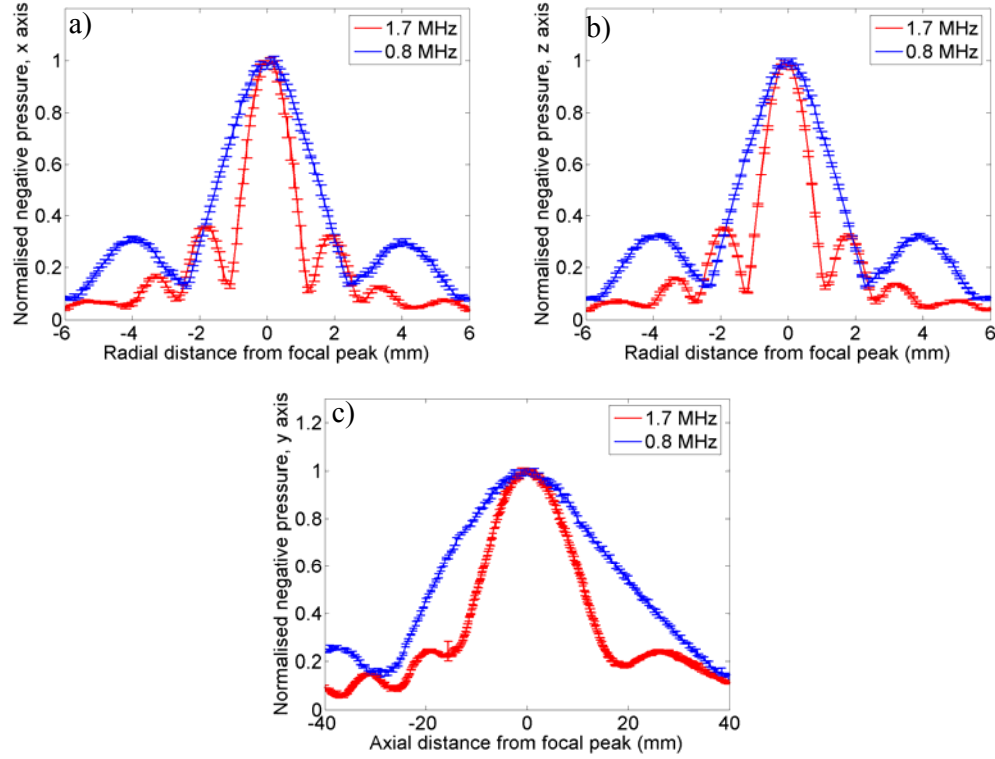 a)
Normalised negative pressure, x axis
1.7 MHz
0.8 MHz
1
0.8
0.6
0.4
0.2
0
-6 -4 -2 0 2 4 6
Radial distance from focal peak (mm)
b)
Normalised negative pressure, z axis
1.7 MHz
0.8 MHz
1
0.8
0.6
0.4
0.2
0
-6 -4 -2 0 2 4 6
Radial distance from focal peak (mm)
c)
Normalised negative pressure, y axis
1.7 MHz
0.8 MHz
1.2
1
0.8
0.6
0.4
0.2
0
-40 -20 0 20 40
Axial distance from focal peak (mm)